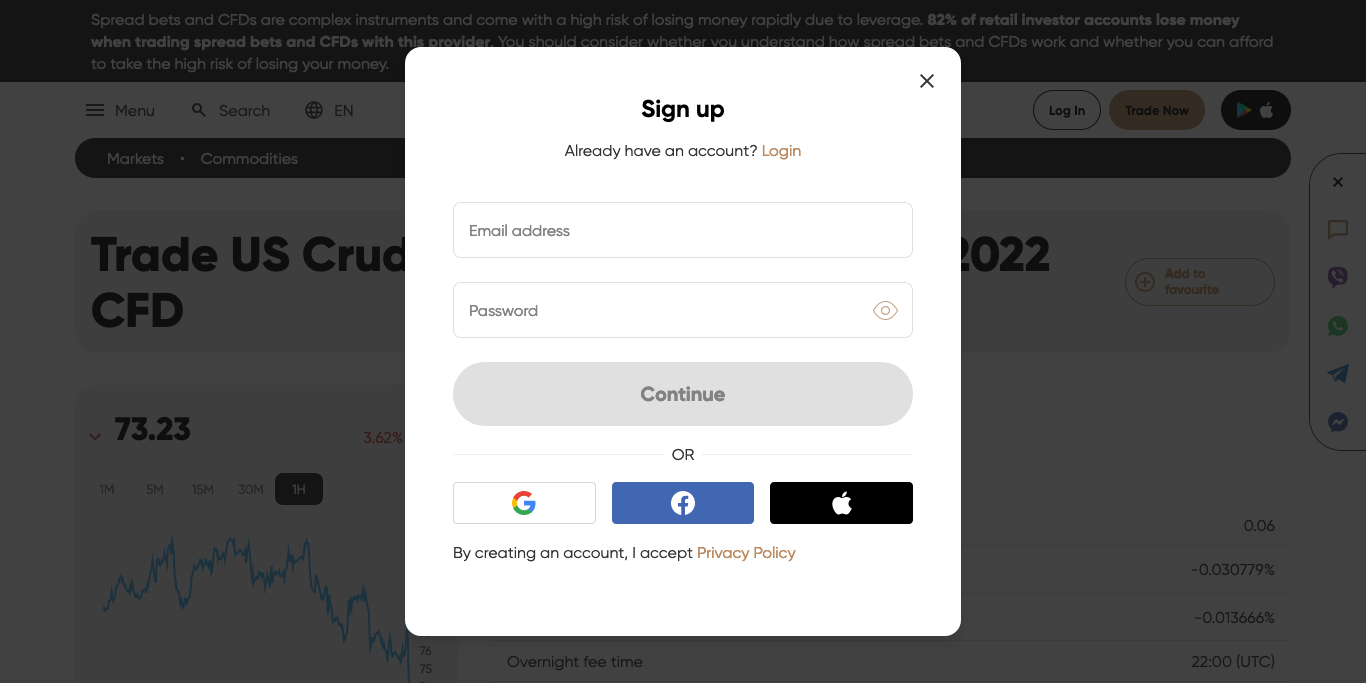 Spread bets and CFDs are complex instruments and come with a high risk of losing money rapidly due to leverage. 82% of retail investor accounts lose money
when trading spread bets and CFDs with this provider. You should consider whether you understand how spread bets and CFDs work and whether you can afford
to take the high risk of losing your money.
Menu
Search
EN
Log In
Trade Now
Markets • Commodities
Trade US Crud
2022
CFD
Add to
favourite
Sign up
Already have an account? Login
Email address
Password
Continue
OR
By creating an account, I accept Privacy Policy
73.23
3.62%
1M
5M
15M
30M
1H
76
75
0.06
-0.030779%
-0.013666%
Overnight fee time
22:00 (UTC)